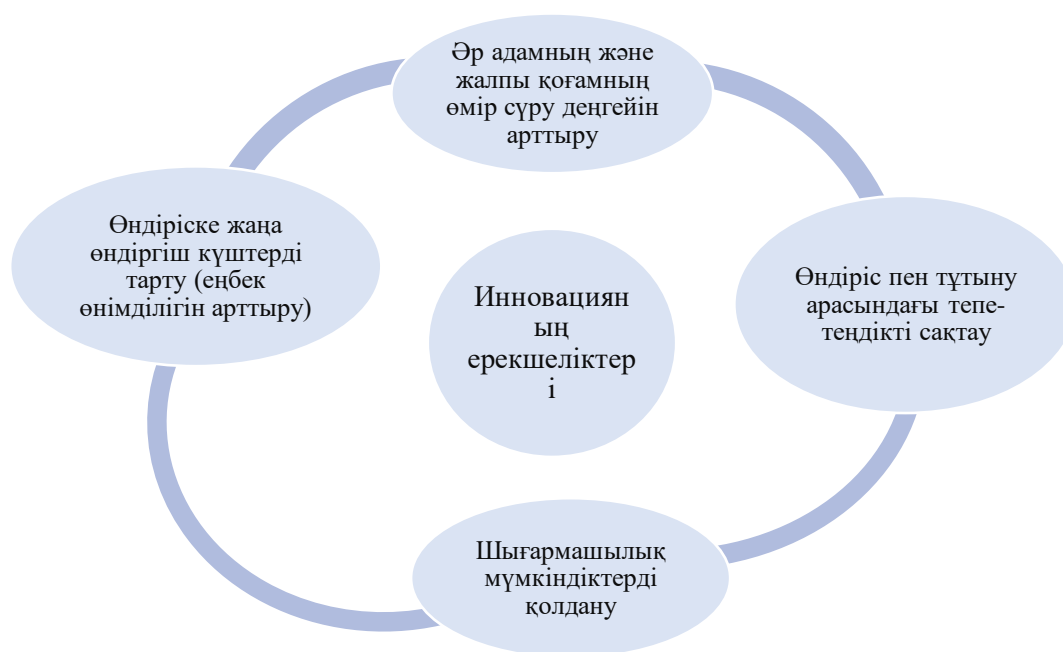 Әр адамның және
жалпы қоғамның
өмір сүру деңгейін
арттыру
Өндіріске жаңа
өндіргіш күштерді
тарту (еңбек
өнімділігін арттыру)
Инновациян
ың
ерекшеліктер
і
Өндіріс пен тұтыну
арасындағы тепе-
теңдікті сақтау
Шығармашылық
мүмкіндіктерді
қолдану